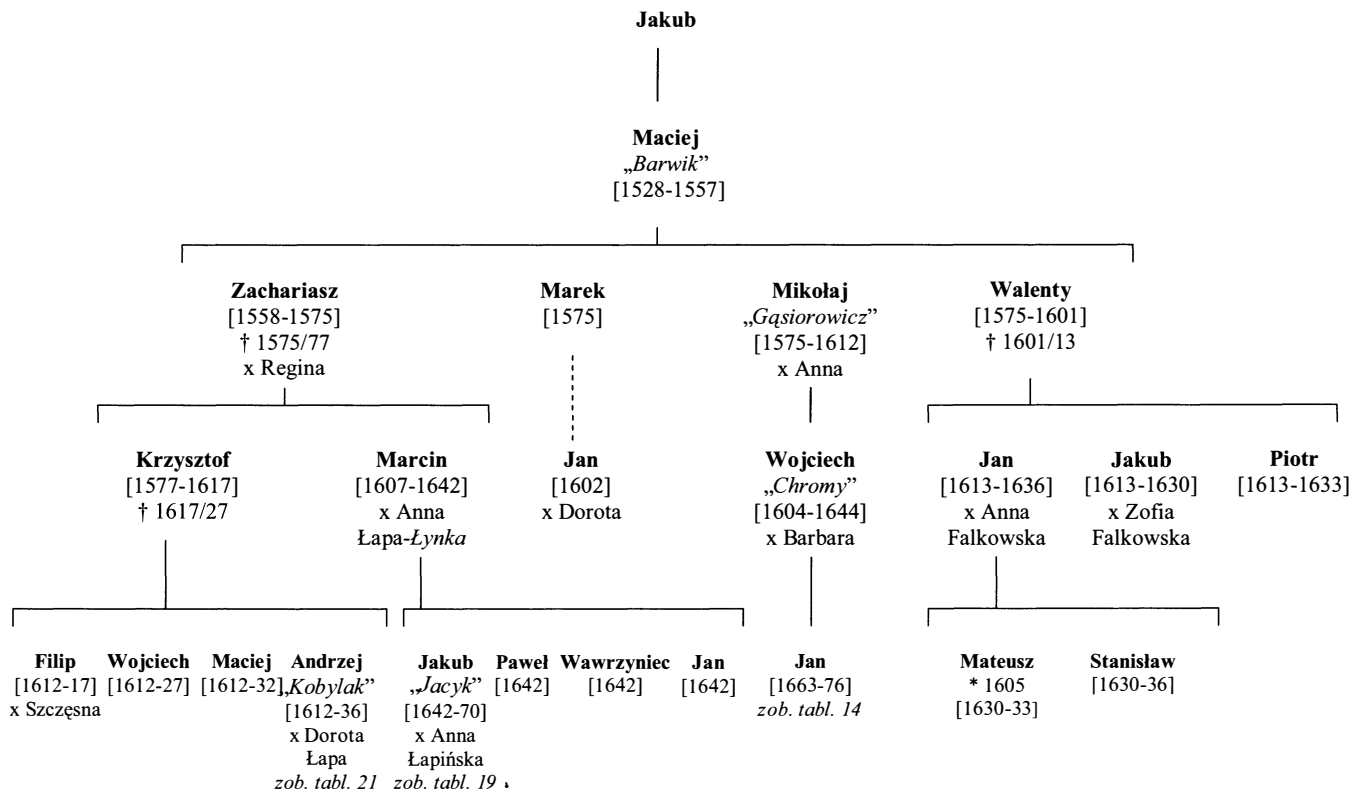 Jakub
Maciej
„Barwik”
[1528-1557]
Zachariasz
[1558-1575]
† 1575/77
x Regina
Marek
[1575]
Mikołaj
„Gąsiorowicz”
[1575-1612]
x Anna
Walenty
[1575-1601]
† 1601/13
Krzysztof
[1577-1617]
† 1617/27
Marcin
[1607-1642]
x Anna
Łapa-Łynka
Jan
[1602]
x Dorota
Wojciech
„Chromy”
[1604-1644]
x Barbara
Jan
[1613-1636]
x Anna
Falkowska
Jakub
[1613-1630]
x Zofia
Falkowska
Piotr
[1613-1633]
Filip
[1612-17]
x Szczęsna
Wojciech
[1612-27]
Maciej
[1612-32]
Andrzej
„Kobylak”
[1612-36]
x Dorota
Łapa
zob. tabl. 21
Jakub
„Jacyk”
[1642-70]
x Anna
Łapińska
zob. tabl. 19
Paweł
[1642]
Wawrzyniec
[1642]
Jan
[1642]
Jan
[1663-76]
zob. tabl. 14
Mateusz
* 1605
[1630-33]
Stanisław
[1630-36]